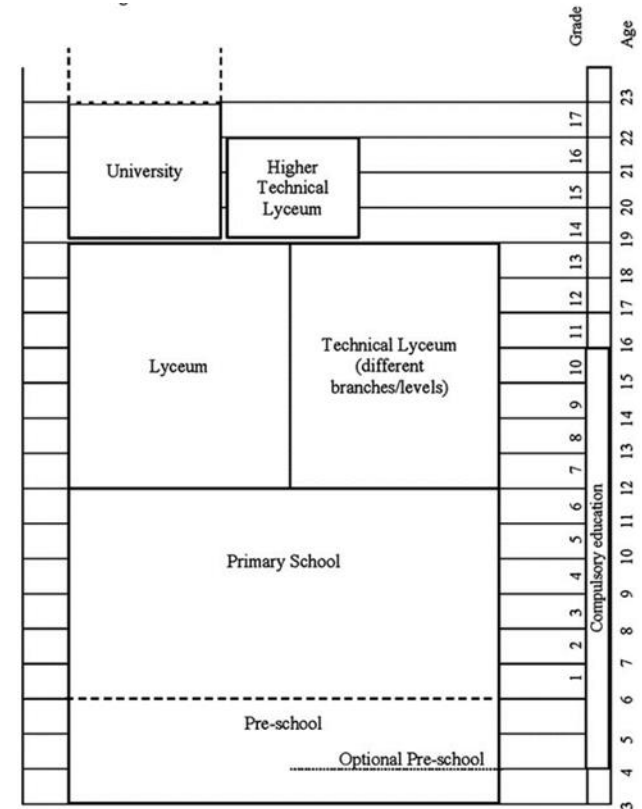 Grade
Age
University
Higher
Technical
Lyceum
Lyceum
Technical Lyceum
(different
branches/levels)
Primary School
Pre-school
Optional Pre-school
17
16
15
14
13
12
11
10
9
8
7
6
5
4
3
2
1
Compulsory education
23
22
21
20
19
18
17
16
15
14
13
12
11
10
9
8
7
6
5
4
3